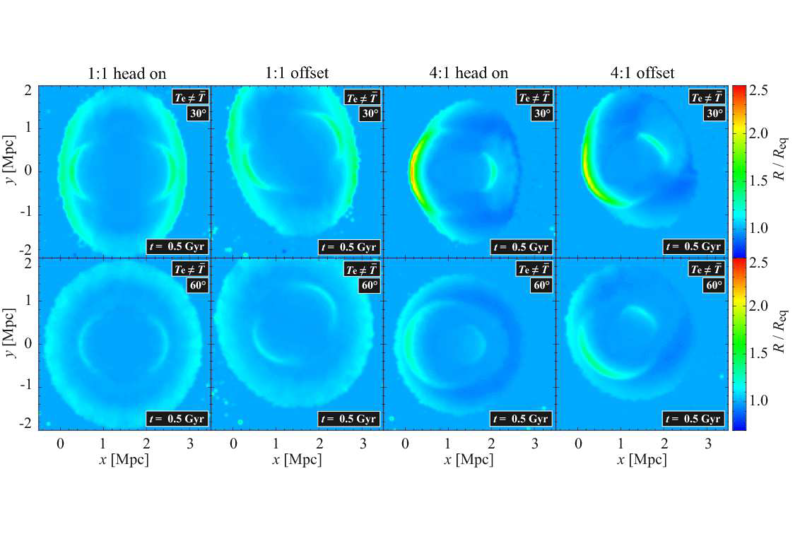 1:1 head on 1:1 offset 4:1 head on 4:1 offset
2 1 0 -1 -2
y [Mpc]
Te ≠ T̅ 30° t = 0.5 Gyr
Te ≠ T̅ 30° t = 0.5 Gyr
Te ≠ T̅ 30° t = 0.5 Gyr
Te ≠ T̅ 30° t = 0.5 Gyr
2.5 2.0 1.5 1.0
R / Req
2 1 0 -1 -2
y [Mpc]
Te ≠ T̅ 60° t = 0.5 Gyr
Te ≠ T̅ 60° t = 0.5 Gyr
Te ≠ T̅ 60° t = 0.5 Gyr
Te ≠ T̅ 60° t = 0.5 Gyr
2.5 2.0 1.5 1.0
R / Req
0 1 2 3 0 1 2 3 0 1 2 3 0 1 2 3
x [Mpc] x [Mpc] x [Mpc] x [Mpc]